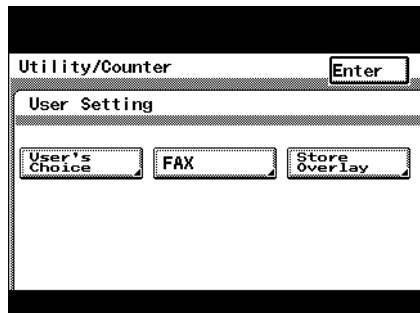 Utility/Counter
Enter
User Setting
User's
Choice
FAX
Store
Overlay